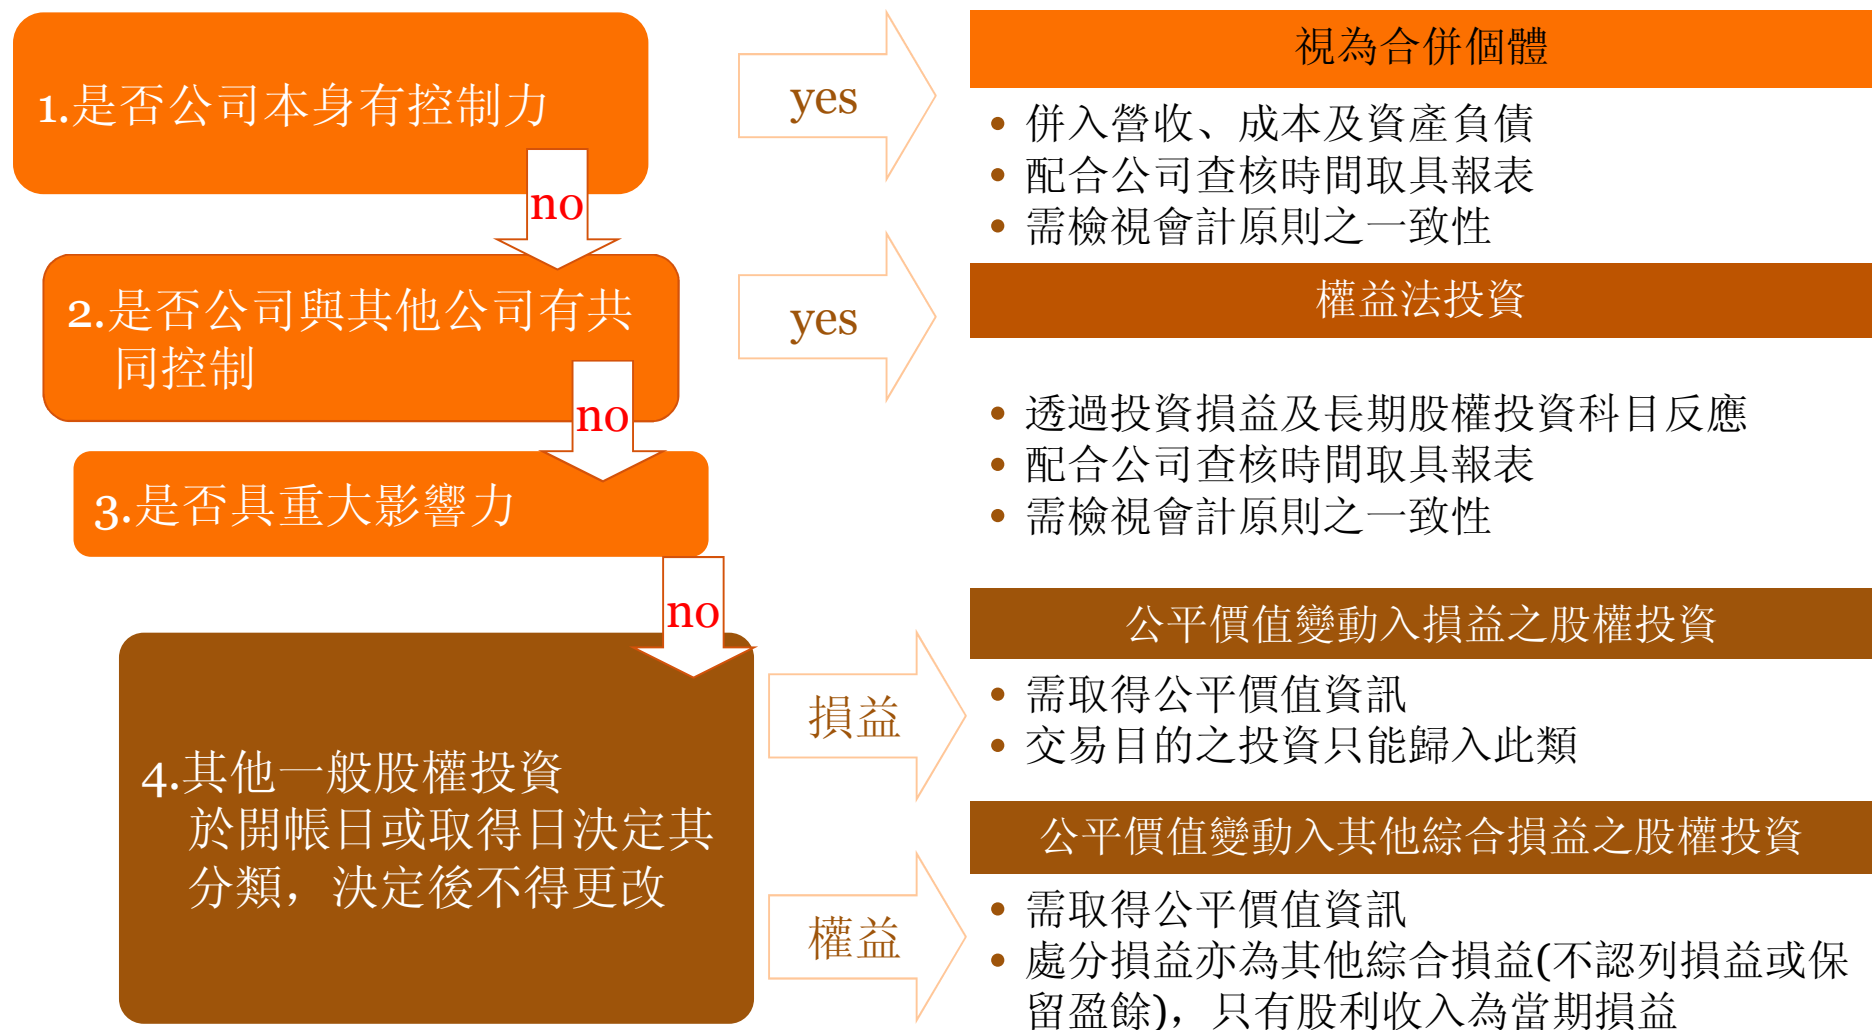 1.是否公司本身有控制力
yes
視為合併個體
• 併入營收、成本及資產負債
• 配合公司查核時間取具報表
• 需檢視會計原則之一致性
no
2.是否公司與其他公司有共
同控制
yes
權益法投資
• 透過投資損益及長期股權投資科目反應
• 配合公司查核時間取具報表
• 需檢視會計原則之一致性
no
3.是否具重大影響力
no
4.其他一般股權投資
於開帳日或取得日決定其
分類，決定後不得更改
損益
公平價值變動入損益之股權投資
• 需取得公平價值資訊
• 交易目的之投資只能歸入此類
權益
公平價值變動入其他綜合損益之股權投資
• 需取得公平價值資訊
• 處分損益亦為其他綜合損益(不認列損益或保
留盈餘)，只有股利收入為當期損益